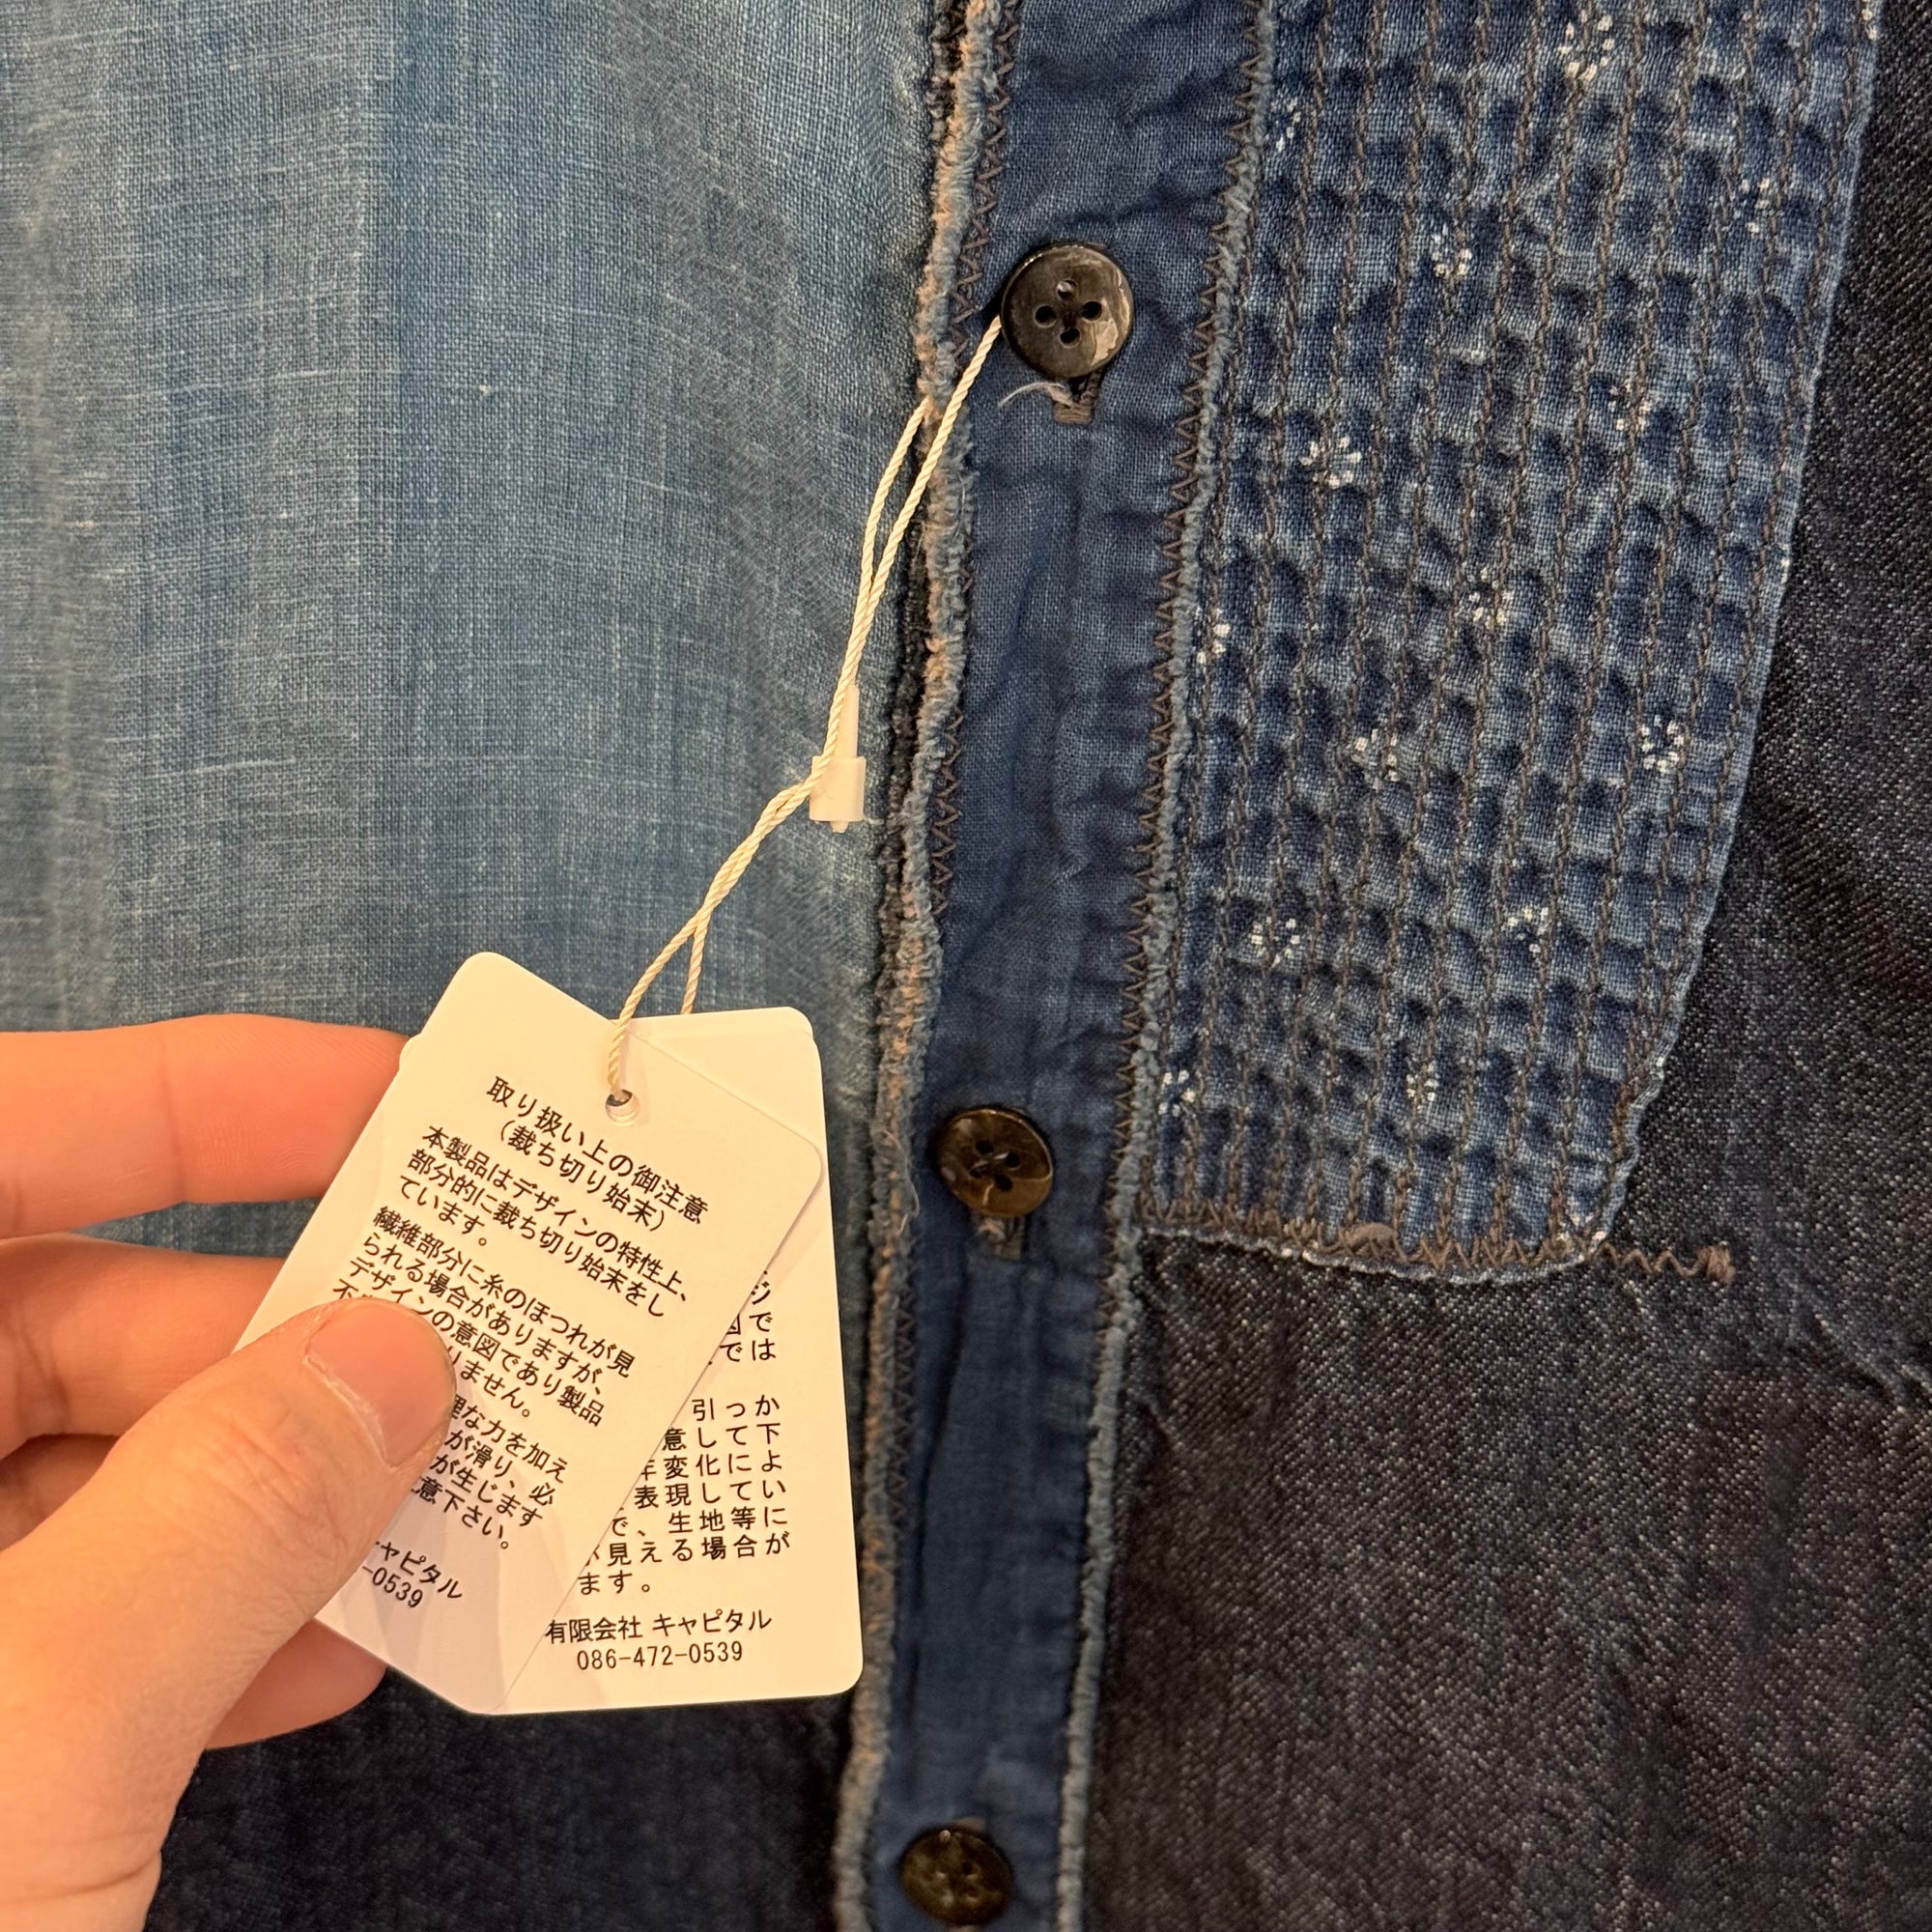 取り扱い上の御注意
（裁ち切り始末）
本製品はデザインの特性上、
部分的に裁ち切り始末をし
ています。
繊維部分に糸のほつれが見
られる場合がありますが、
デザインの意図であり製品
りません。
な力を加え
が滑り、必
が生じます
意下さい。
ャピタル
-0539
で
では
引っか
意して下
変化によ
表現してい
で、生地等に
見える場合が
ます。
有限会社 キャピタル
086-472-0539